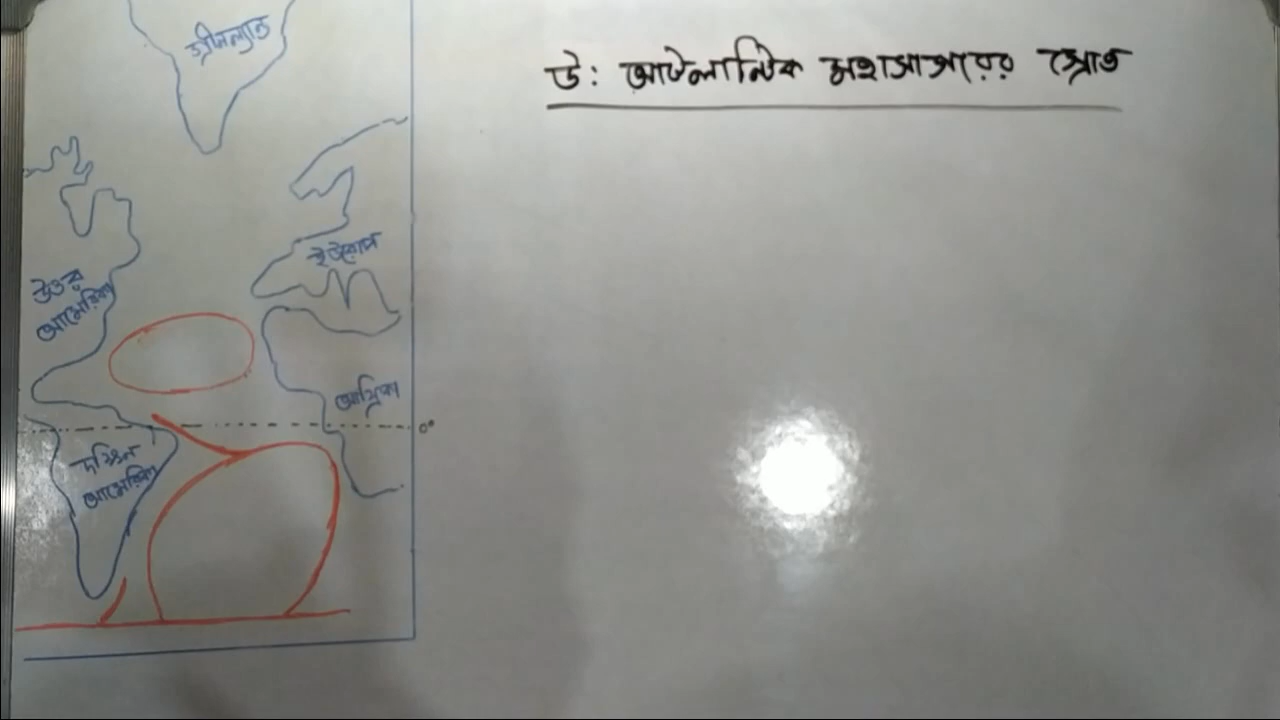 উ: আটলান্টিক মহাসাগরের স্রোত
গ্রীনল্যান্ড
ইউরোপ
উত্তর
আমেরিকা
আফ্রিকা
0°
দক্ষিন
আমেরিকা